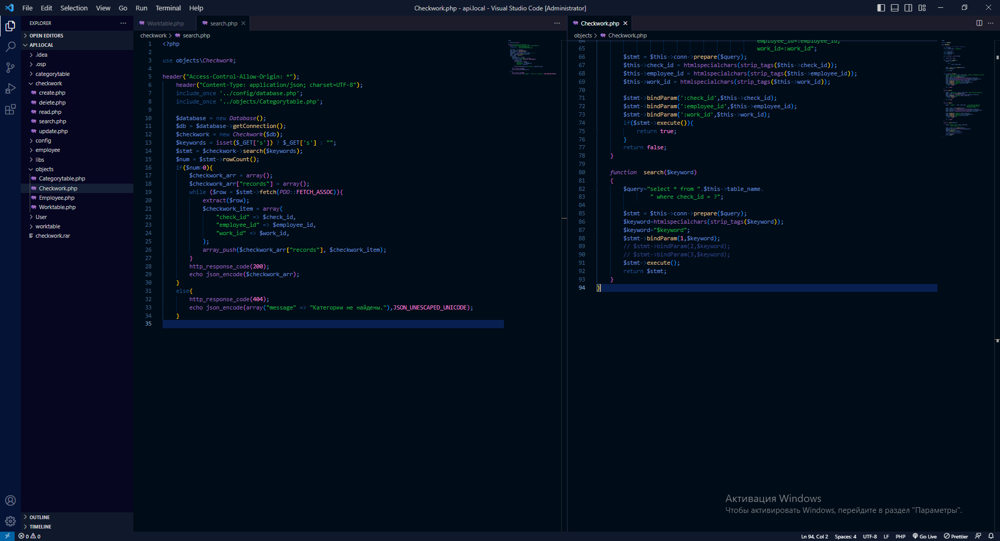 File Edit Selection View Go Run Terminal Help
Checkwork.php - api.local - Visual Studio Code [Administrator]
EXPLORER
OPEN EDITORS
API.LOCAL
.idea
.osp
categorytable
checkwork
create.php
delete.php
read.php
search.php
update.php
config
employee
libs
objects
Categorytable.php
Checkwork.php
Employee.php
Worktable.php
User
worktable
checkwork.rar
OUTLINE
TIMELINE
Worktable.php search.php
checkwork > search.php
1 <?php
2
3 use objects\Checkwork;
4
5 header("Access-Control-Allow-Origin: *");
6 header("Content-Type: application/json; charset=UTF-8");
7 include_once '../config/database.php';
8 include_once '../objects/Categorytable.php';
9
10 $database = new Database();
11 $db = $database->getConnection();
12 $checkwork = new Checkwork($db);
13 $keywords = isset($_GET['s']) ? $_GET['s'] : "";
14 $stmt = $checkwork->search($keywords);
15 $num = $stmt->rowCount();
16 if($num>0){
17 $checkwork_arr = array();
18 $checkwork_arr["records"] = array();
19 while ($row = $stmt->fetch(PDO::FETCH_ASSOC)){
20 extract($row);
21 $checkwork_item = array(
22 "check_id" => $check_id,
23 "employee_id" => $employee_id,
24 "work_id" => $work_id,
25 );
26 array_push($checkwork_arr["records"], $checkwork_item);
27 }
28 http_response_code(200);
29 echo json_encode($checkwork_arr);
30 }
31 else{
32 http_response_code(404);
33 echo json_encode(array("message" => "Категории не найдены."),JSON_UNESCAPED_UNICODE);
34 }
35
Checkwork.php
objects > Checkwork.php
64 employee_id=:employee_id,
65 work_id=:work_id";
66 $stmt = $this->conn->prepare($query);
67 $this->check_id = htmlspecialchars(strip_tags($this->check_id));
68 $this->employee_id = htmlspecialchars(strip_tags($this->employee_id));
69 $this->work_id = htmlspecialchars(strip_tags($this->work_id));
70
71 $stmt->bindParam(':check_id',$this->check_id);
72 $stmt->bindParam(':employee_id',$this->employee_id);
73 $stmt->bindParam(':work_id',$this->work_id);
74 if($stmt->execute()){
75 return true;
76 }
77 return false;
78 }
79
80 function search($keyword)
81 {
82 $query="select * from ".$this->table_name.
83 " where check_id = ?";
84
85 $stmt = $this->conn->prepare($query);
86 $keyword=htmlspecialchars(strip_tags($keyword));
87 $keyword="$keyword";
88 $stmt->bindParam(1,$keyword);
89 // $stmt->bindParam(2,$keyword);
90 // $stmt->bindParam(3,$keyword);
91 $stmt->execute();
92 return $stmt;
93 }
94 }
Активация Windows
Чтобы активировать Windows, перейдите в раздел "Параметры".
0 0
Ln 94, Col 2 Spaces: 4 UTF-8 LF PHP Go Live Prettier